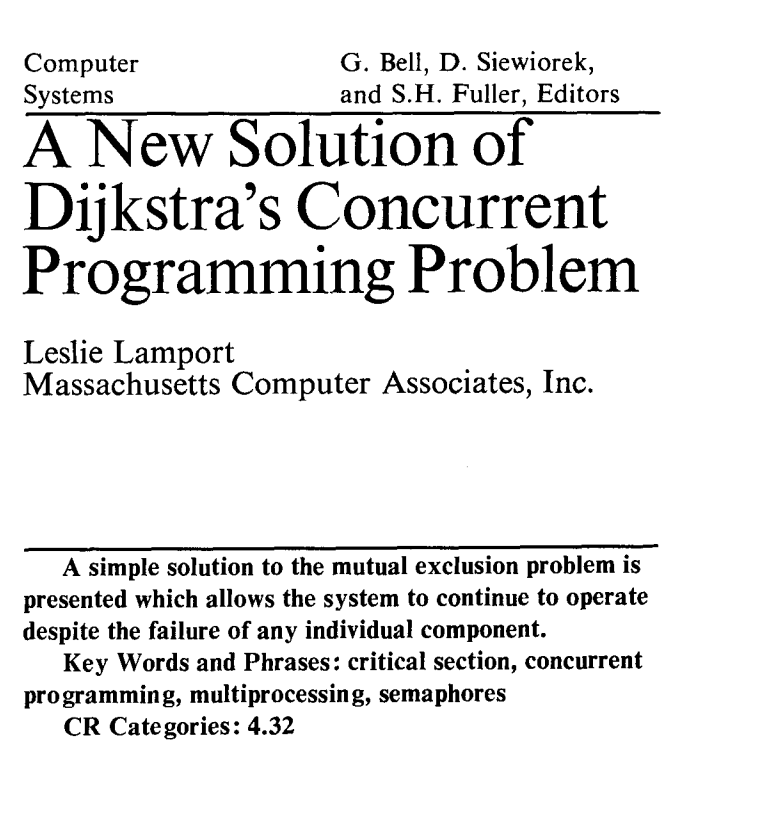 Computer
Systems
G. Bell, D. Siewiorek,
and S.H. Fuller, Editors
A New Solution of
Dijkstra's Concurrent
Programming Problem
Leslie Lamport
Massachusetts Computer Associates, Inc.
A simple solution to the mutual exclusion problem is
presented which allows the system to continue to operate
despite the failure of any individual component.
Key Words and Phrases: critical section, concurrent
programming, multiprocessing, semaphores
CR Categories: 4.32